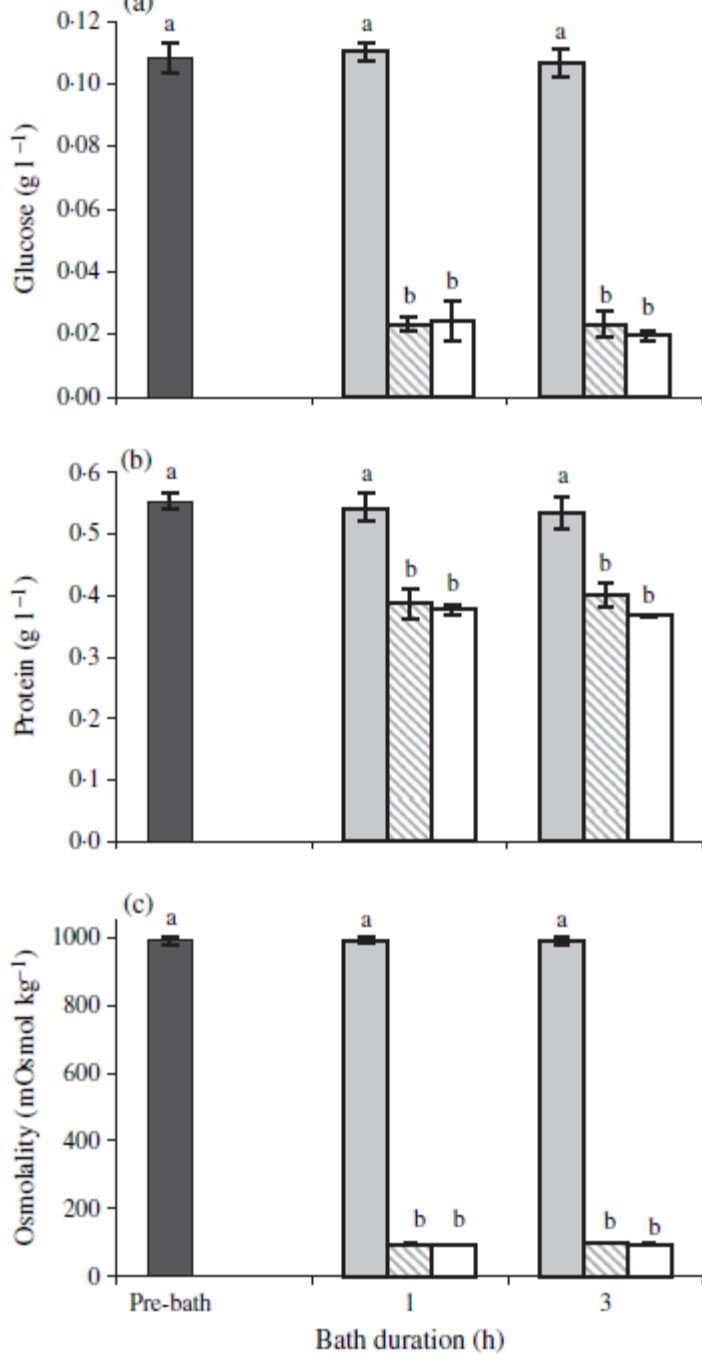 (a)
0·12
0·10
0·08
0·06
0·04
0·02
0·00
Glucose (g l⁻¹)
a
a
b
b
a
b
b
(b)
0·6
0·5
0·4
0·3
0·2
0·1
0·0
Protein (g l⁻¹)
a
a
b
b
a
b
b
(c)
1000
800
600
400
200
0
Osmolality (mOsmol kg⁻¹)
a
a
b
b
a
b
b
Pre-bath
1
3
Bath duration (h)